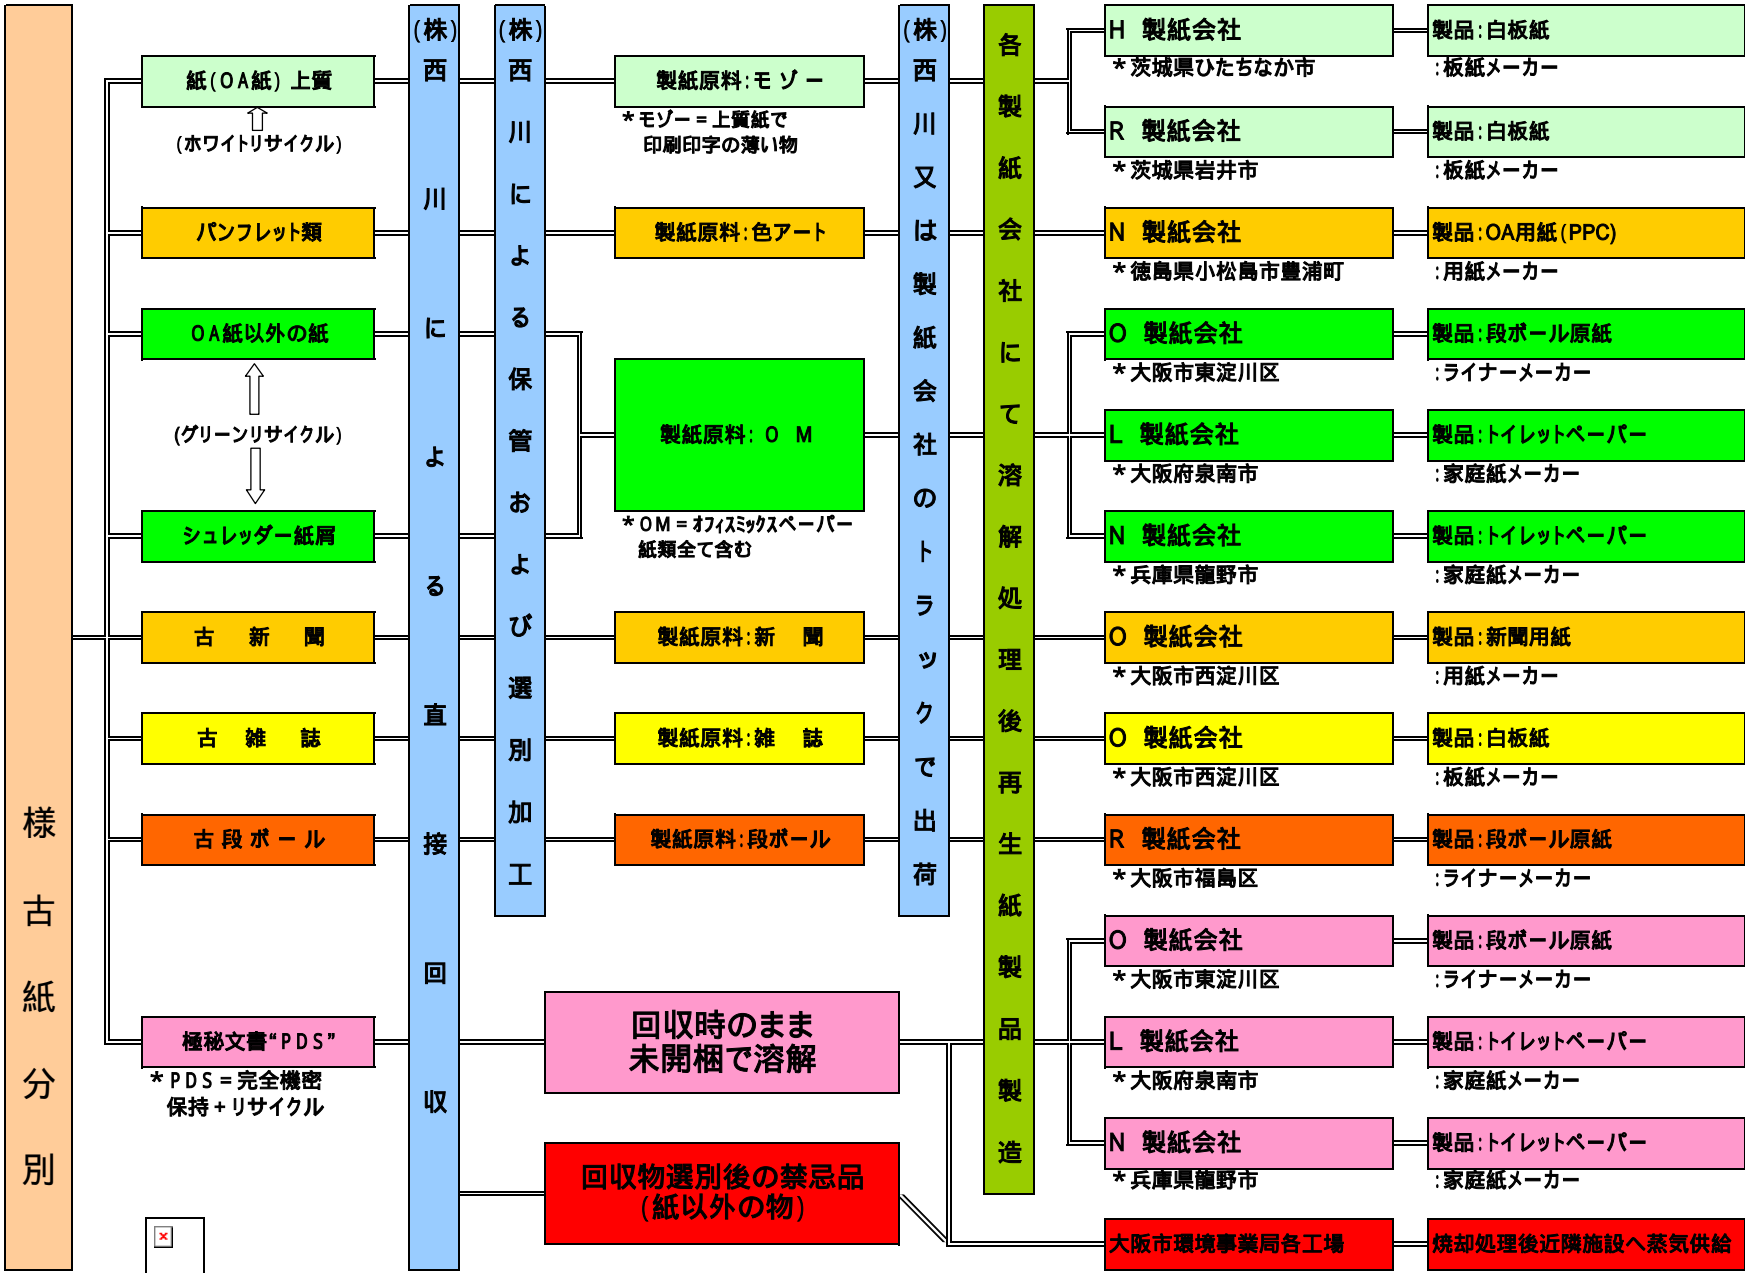 様古紙分別
紙(OA紙) 上質
(ホワイトリサイクル)
パンフレット類
OA紙以外の紙
(グリーンリサイクル)
シュレッダー紙屑
古 新 聞
古 雑 誌
古段ボール
極秘文書“PDS”
*PDS=完全機密
保持+リサイクル
(株)西川による直接回収
(株)西川による保管および選別加工
製紙原料:モゾー
*モゾー=上質紙で
印刷印字の薄い物
製紙原料:色アート
製紙原料:O M
*OM=オフィスミックスペーパー
紙類全て含む
製紙原料:新 聞
製紙原料:雑 誌
製紙原料:段ボール
回収時のまま
未開梱で溶解
回収物選別後の禁忌品
(紙以外の物)
(株)西川又は製紙会社のトラックで出荷
各製紙会社にて溶解処理後再生紙製品製造
H 製紙会社
*茨城県ひたちなか市
製品:白板紙
:板紙メーカー
R 製紙会社
*茨城県岩井市
製品:白板紙
:板紙メーカー
N 製紙会社
*徳島県小松島市豊浦町
製品:OA用紙(PPC)
:用紙メーカー
O 製紙会社
*大阪市東淀川区
製品:段ボール原紙
:ライナーメーカー
L 製紙会社
*大阪府泉南市
製品:トイレットペーパー
:家庭紙メーカー
N 製紙会社
*兵庫県龍野市
製品:トイレットペーパー
:家庭紙メーカー
O 製紙会社
*大阪市西淀川区
製品:新聞用紙
:用紙メーカー
O 製紙会社
*大阪市西淀川区
製品:白板紙
:板紙メーカー
R 製紙会社
*大阪市福島区
製品:段ボール原紙
:ライナーメーカー
O 製紙会社
*大阪市東淀川区
製品:段ボール原紙
:ライナーメーカー
L 製紙会社
*大阪府泉南市
製品:トイレットペーパー
:家庭紙メーカー
N 製紙会社
*兵庫県龍野市
製品:トイレットペーパー
:家庭紙メーカー
大阪市環境事業局各工場
焼却処理後近隣施設へ蒸気供給